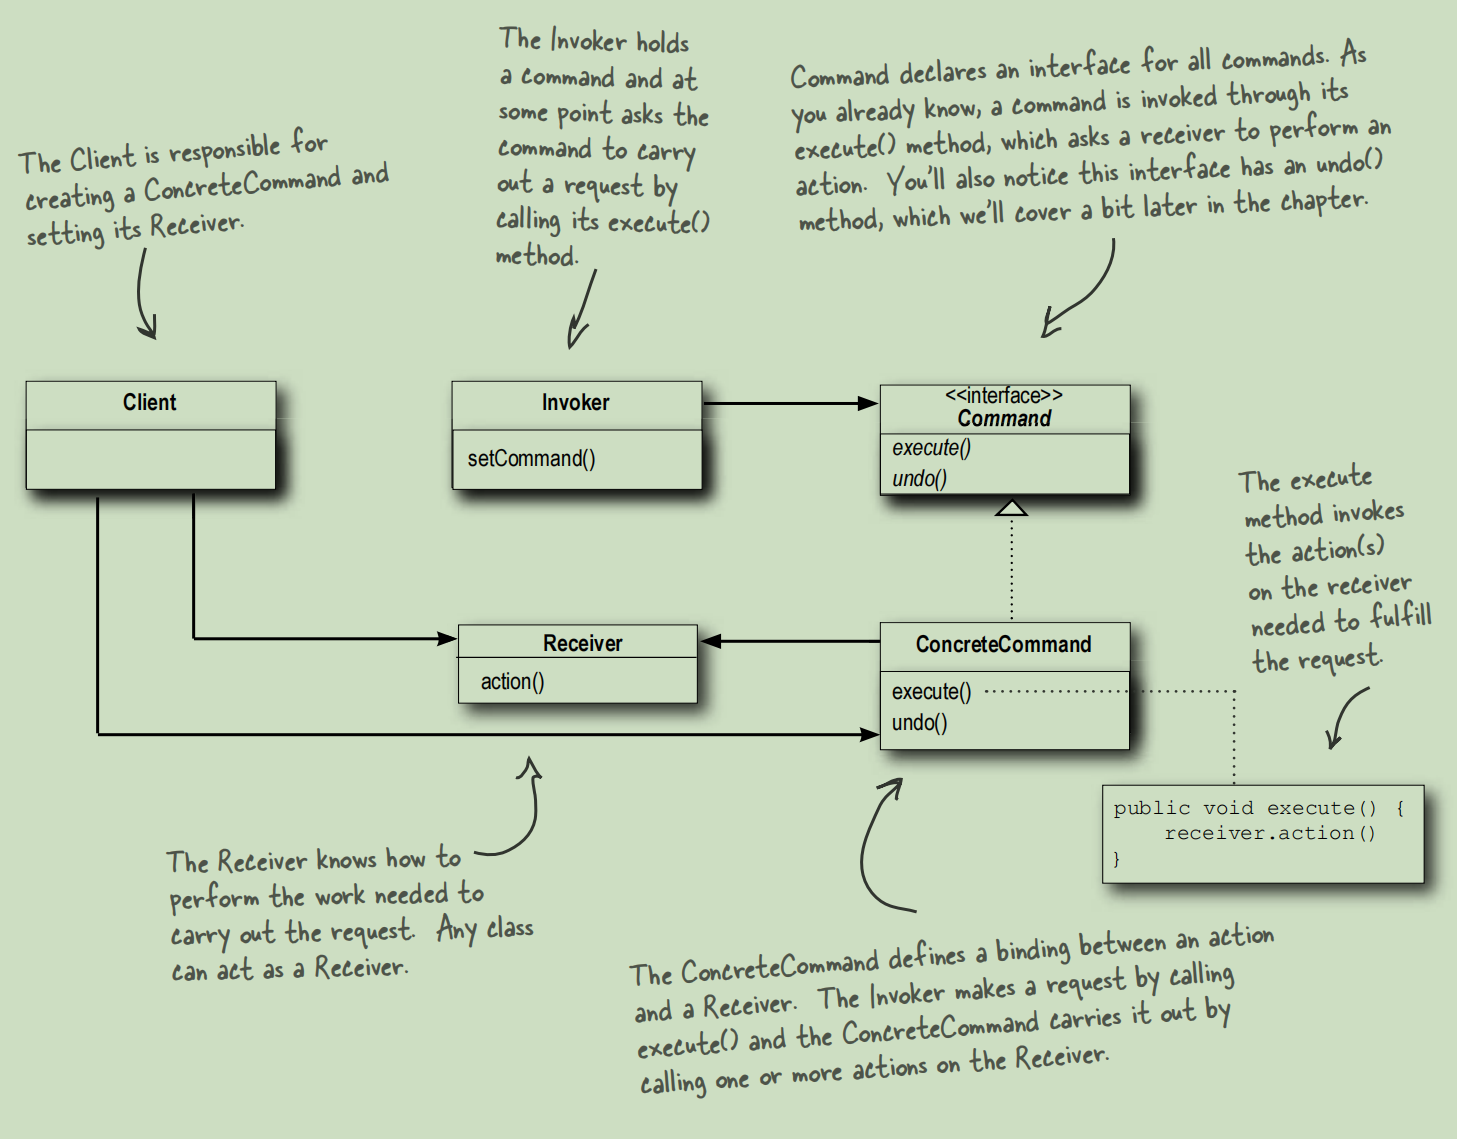 The Client is responsible for
creating a ConcreteCommand and
setting its Receiver.
The Invoker holds
a command and at
some point asks the
command to carry
out a request by
calling its execute()
method.
Command declares an interface for all commands. As
you already know, a command is invoked through its
execute() method, which asks a receiver to perform an
action. You'll also notice this interface has an undo()
method, which we'll cover a bit later in the chapter.
Client
Invoker
setCommand()
<<interface>>
Command
execute()
undo()
The execute
method invokes
the action(s)
on the receiver
needed to fulfill
the request.
Receiver
action()
ConcreteCommand
execute()
undo()
public void execute() {
receiver.action()
}
The Receiver knows how to
perform the work needed to
carry out the request. Any class
can act as a Receiver.
The ConcreteCommand defines a binding between an action
and a Receiver. The Invoker makes a request by calling
execute() and the ConcreteCommand carries it out by
calling one or more actions on the Receiver.